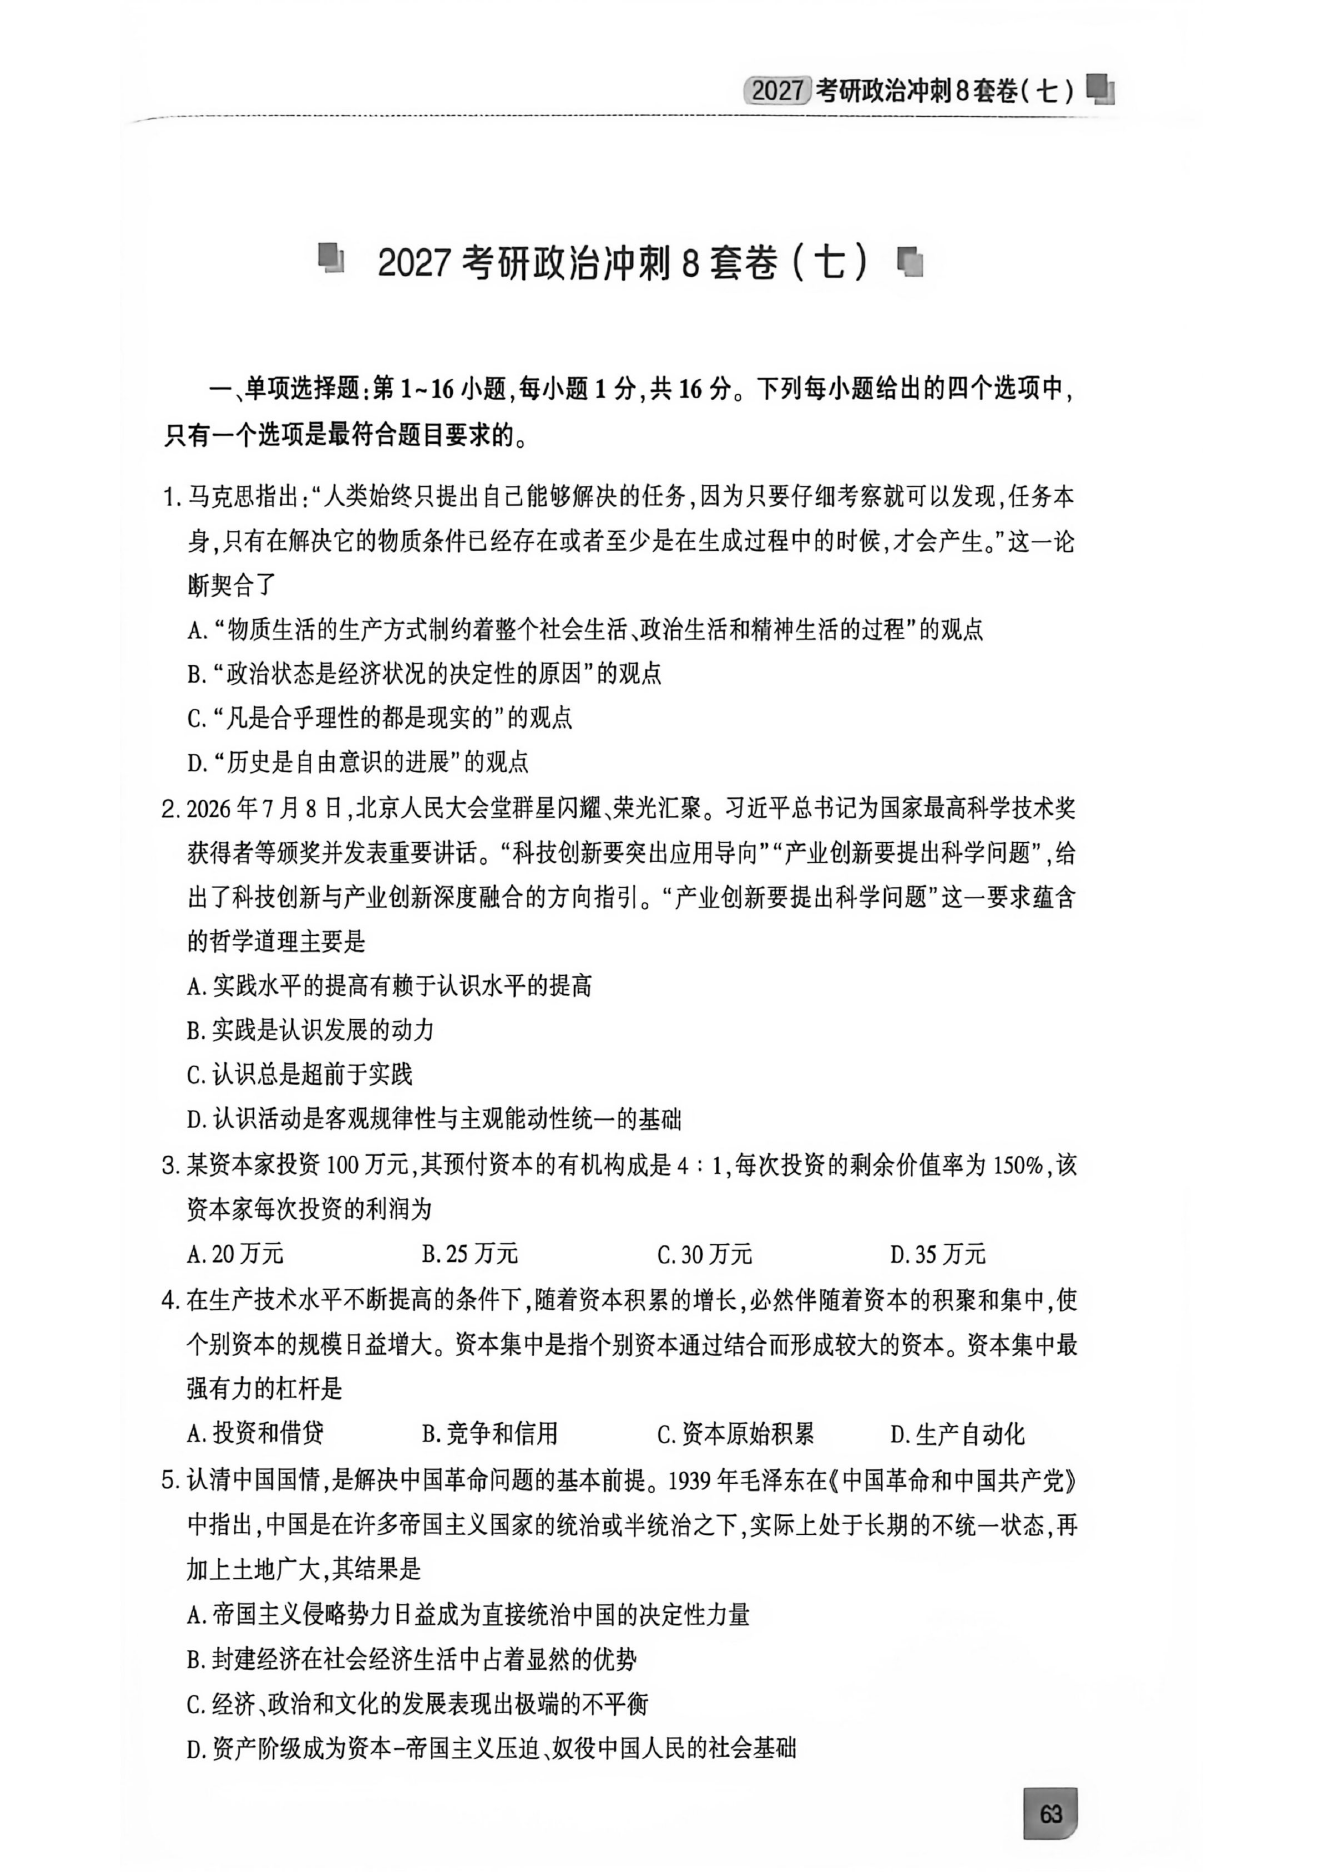 2027 考研政治冲刺8套卷(七)
2027 考研政治冲刺 8 套卷(七)
一、单项选择题:第 1~16 小题,每小题 1 分,共 16 分。下列每小题给出的四个选项中,
只有一个选项是最符合题目要求的。
1. 马克思指出:“人类始终只提出自己能够解决的任务,因为只要仔细考察就可以发现,任务本
身,只有在解决它的物质条件已经存在或者至少是在生成过程中的时候,才会产生。”这一论
断契合了
A. “物质生活的生产方式制约着整个社会生活、政治生活和精神生活的过程”的观点
B. “政治状态是经济状况的决定性的原因”的观点
C. “凡是合乎理性的都是现实的”的观点
D. “历史是自由意识的进展”的观点
2. 2026 年 7 月 8 日,北京人民大会堂群星闪耀、荣光汇聚。习近平总书记为国家最高科学技术奖
获得者等颁奖并发表重要讲话。“科技创新要突出应用导向”“产业创新要提出科学问题”,给
出了科技创新与产业创新深度融合的方向指引。“产业创新要提出科学问题”这一要求蕴含
的哲学道理主要是
A. 实践水平的提高有赖于认识水平的提高
B. 实践是认识发展的动力
C. 认识总是超前于实践
D. 认识活动是客观规律性与主观能动性统一的基础
3. 某资本家投资 100 万元,其预付资本的有机构成是 4∶1,每次投资的剩余价值率为 150%,该
资本家每次投资的利润为
A. 20 万元 B. 25 万元 C. 30 万元 D. 35 万元
4. 在生产技术水平不断提高的条件下,随着资本积累的增长,必然伴随着资本的积聚和集中,使
个别资本的规模日益增大。资本集中是指个别资本通过结合而形成较大的资本。资本集中最
强有力的杠杆是
A. 投资和借贷 B. 竞争和信用 C. 资本原始积累 D. 生产自动化
5. 认清中国国情,是解决中国革命问题的基本前提。1939 年毛泽东在《中国革命和中国共产党》
中指出,中国是在许多帝国主义国家的统治或半统治之下,实际上处于长期的不统一状态,再
加上土地广大,其结果是
A. 帝国主义侵略势力日益成为直接统治中国的决定性力量
B. 封建经济在社会经济生活中占着显然的优势
C. 经济、政治和文化的发展表现出极端的不平衡
D. 资产阶级成为资本-帝国主义压迫、奴役中国人民的社会基础
63